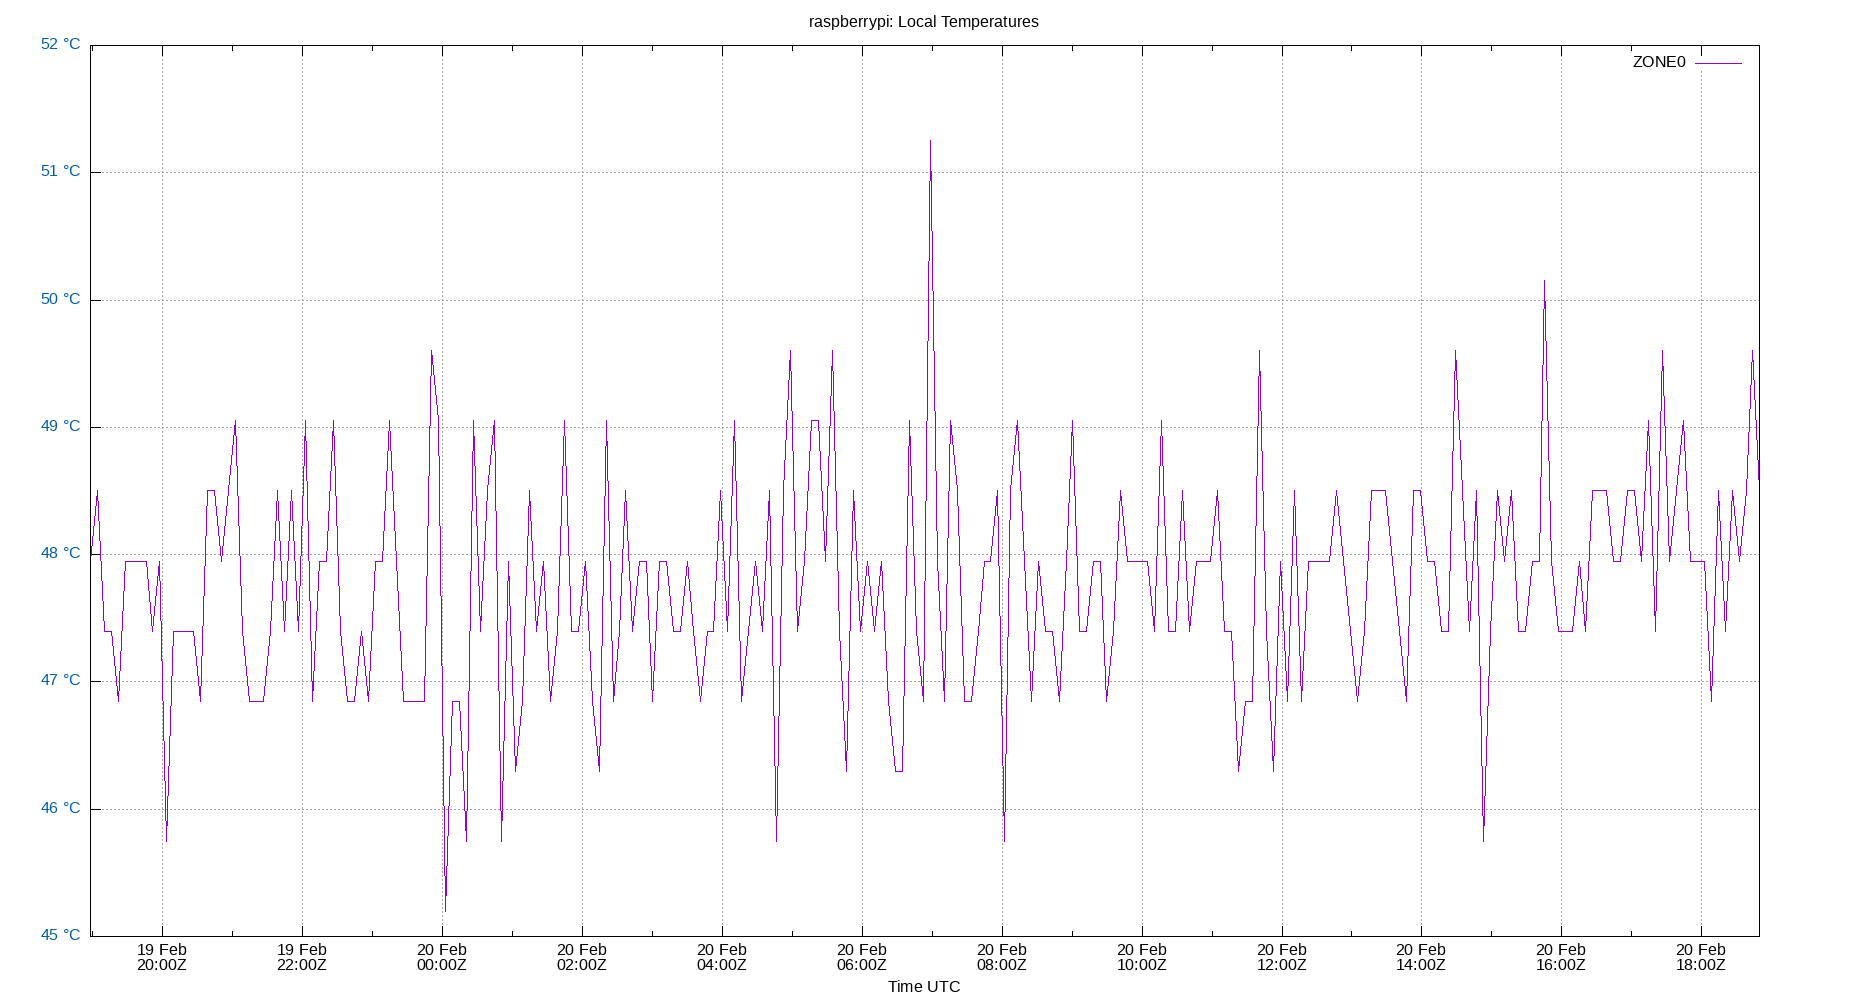 raspberrypi: Local Temperatures
ZONE0
52 °C
51 °C
50 °C
49 °C
48 °C
47 °C
46 °C
45 °C
19 Feb
20:00Z
19 Feb
22:00Z
20 Feb
00:00Z
20 Feb
02:00Z
20 Feb
04:00Z
20 Feb
06:00Z
20 Feb
08:00Z
20 Feb
10:00Z
20 Feb
12:00Z
20 Feb
14:00Z
20 Feb
16:00Z
20 Feb
18:00Z
Time UTC